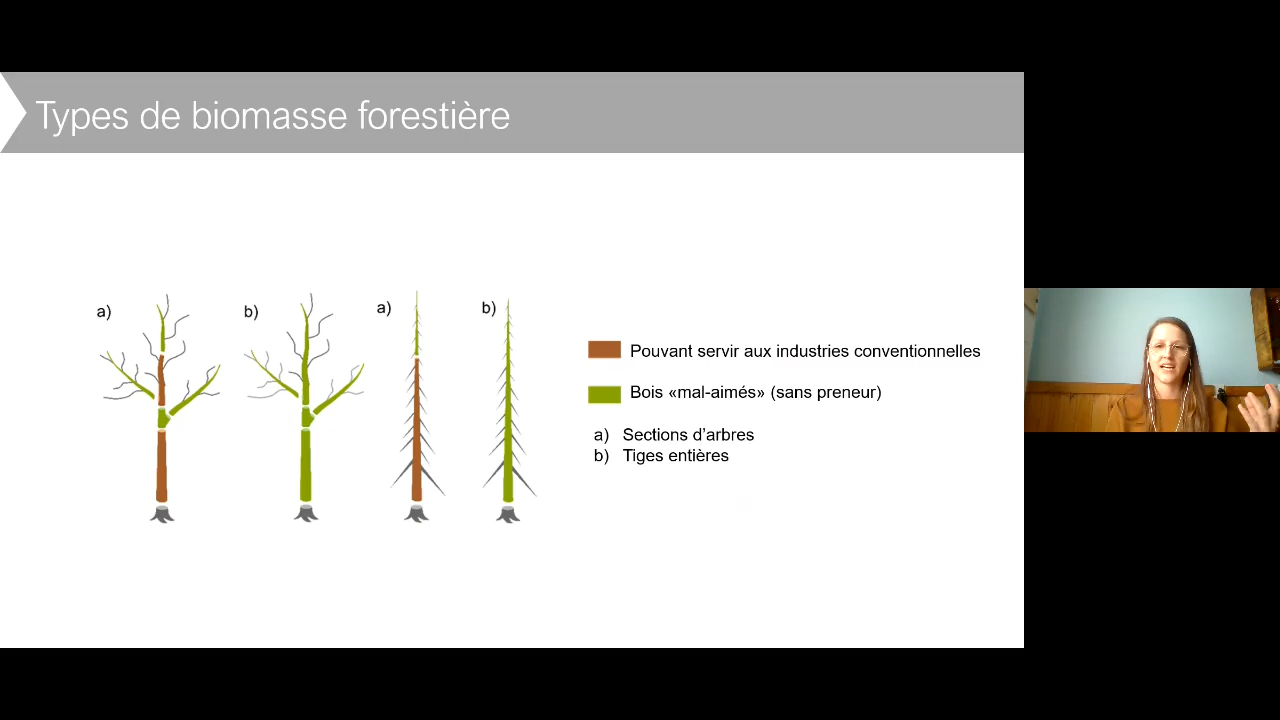 Types de biomasse forestière
a)
b)
a)
b)
Pouvant servir aux industries conventionnelles
Bois «mal-aimés» (sans preneur)
a) Sections d'arbres
b) Tiges entières